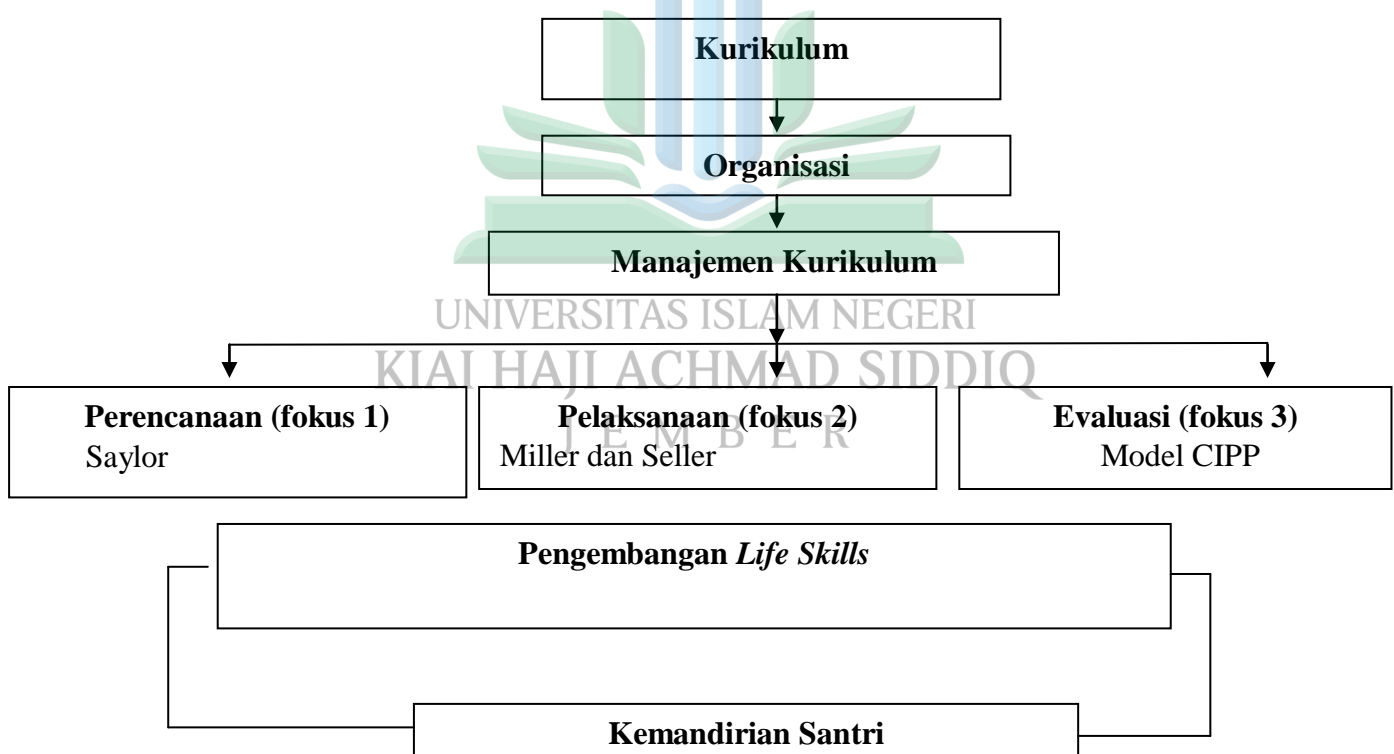 Kurikulum
Organisasi
Manajemen Kurikulum
UNIVERSITAS ISLAM NEGERI
KIAI HAJI ACHMAD SIDDIQ
JEMBER
Perencanaan (fokus 1)
Saylor
Pelaksanaan (fokus 2)
Miller dan Seller
Evaluasi (fokus 3)
Model CIPP
Pengembangan Life Skills
Kemandirian Santri